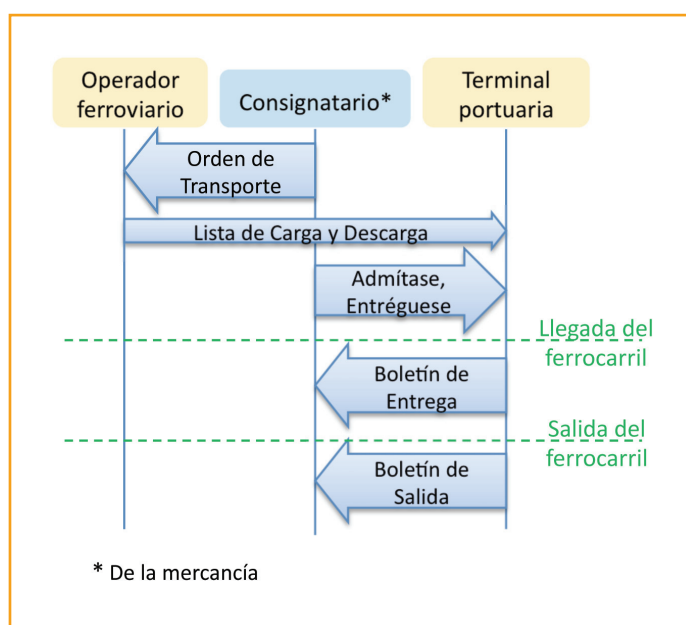 Operador
ferroviario
Consignatario*
Terminal
portuaria
Orden de
Transporte
Lista de Carga y Descarga
Admítase,
Entréguese
Llegada del
ferrocarril
Boletín de
Entrega
Salida del
ferrocarril
Boletín de
Salida
* De la mercancía